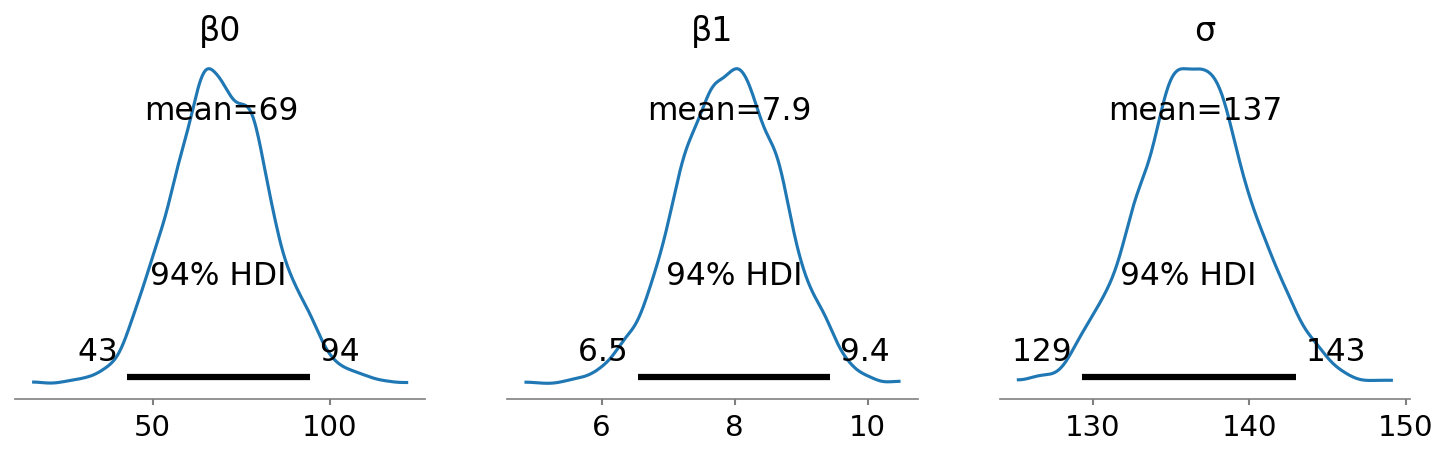 β0
mean=69
94% HDI
43 94
50 100
β1
mean=7.9
94% HDI
6.5 9.4
6 8 10
σ
mean=137
94% HDI
129 143
130 140 150